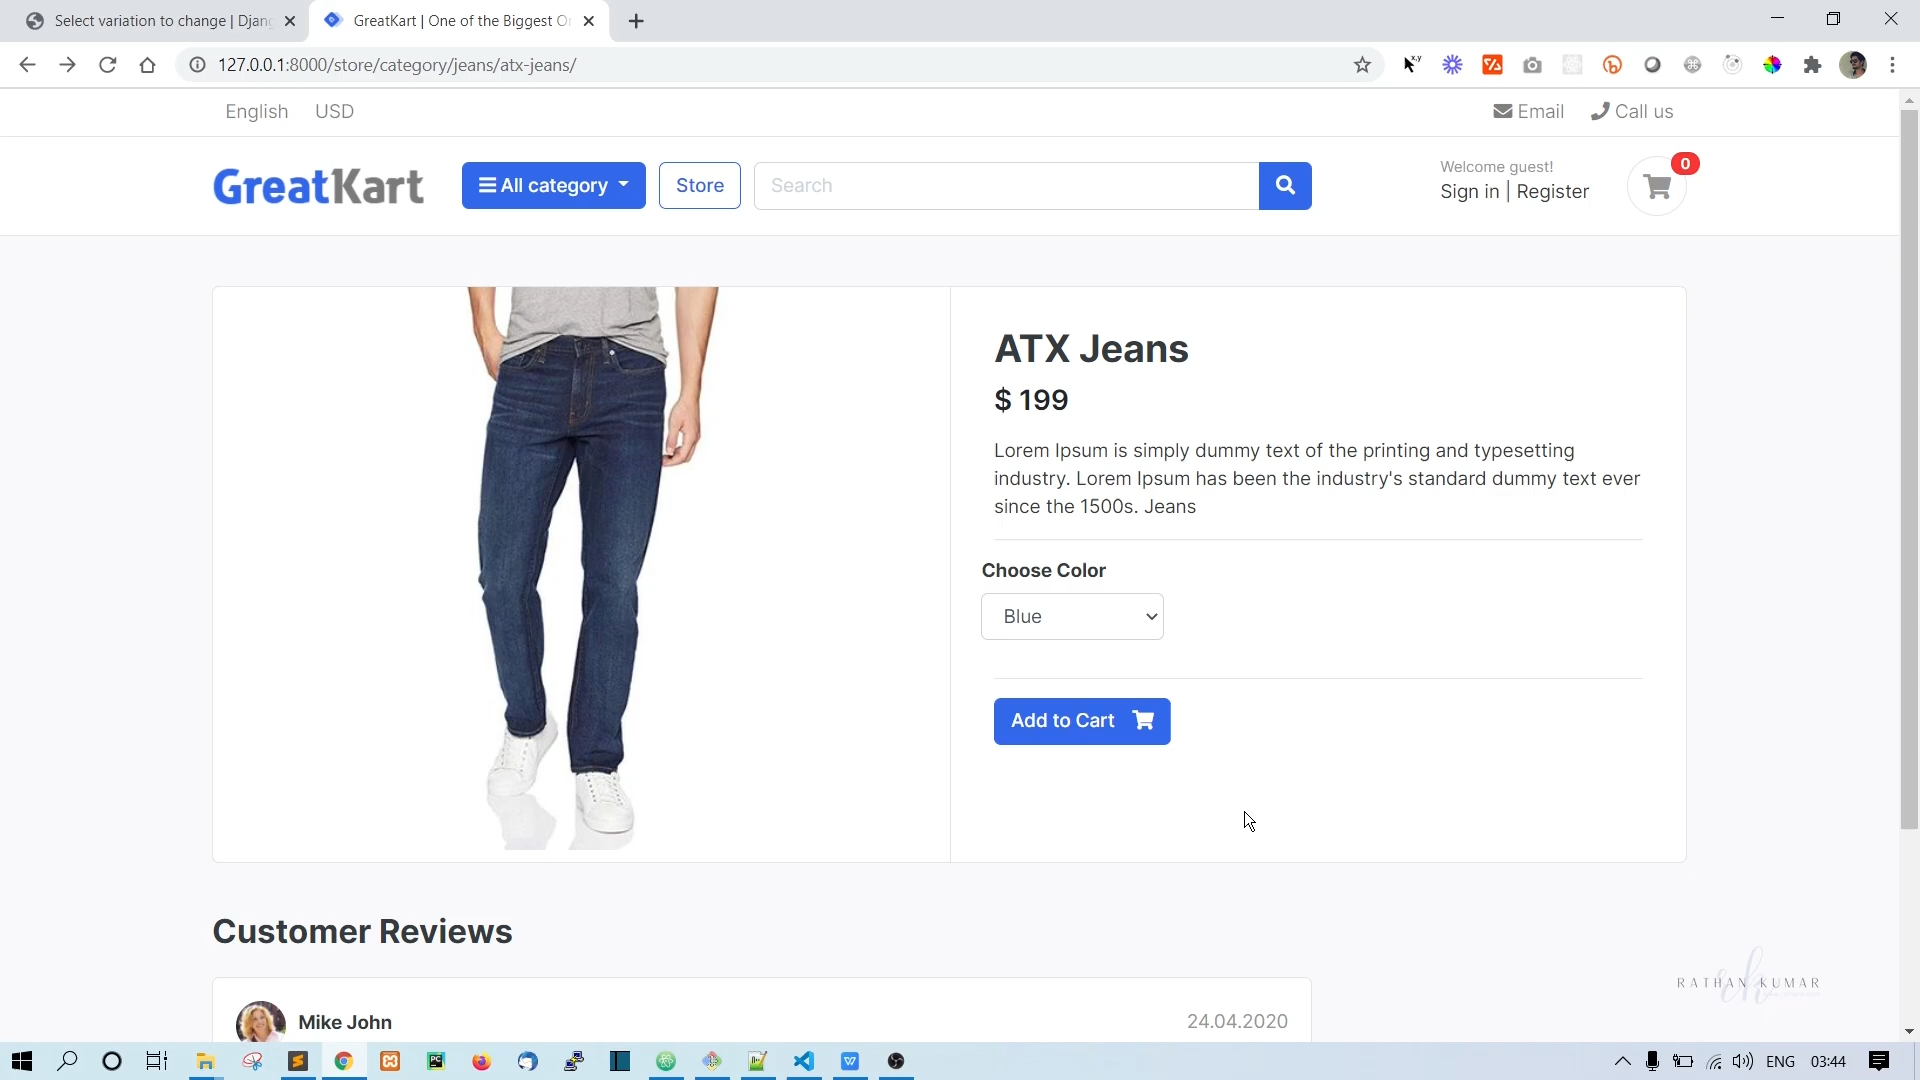 Select variation to change | Djan
GreatKart | One of the Biggest O
127.0.0.1:8000/store/category/jeans/atx-jeans/
English
USD
Email
Call us
GreatKart
All category
Store
Search
Welcome guest!
Sign in | Register
0
ATX Jeans
$ 199
Lorem Ipsum is simply dummy text of the printing and typesetting
industry. Lorem Ipsum has been the industry's standard dummy text ever
since the 1500s. Jeans
Choose Color
Blue
Add to Cart
Customer Reviews
Mike John
24.04.2020
RATHAN KUMAR
ENG
03:44